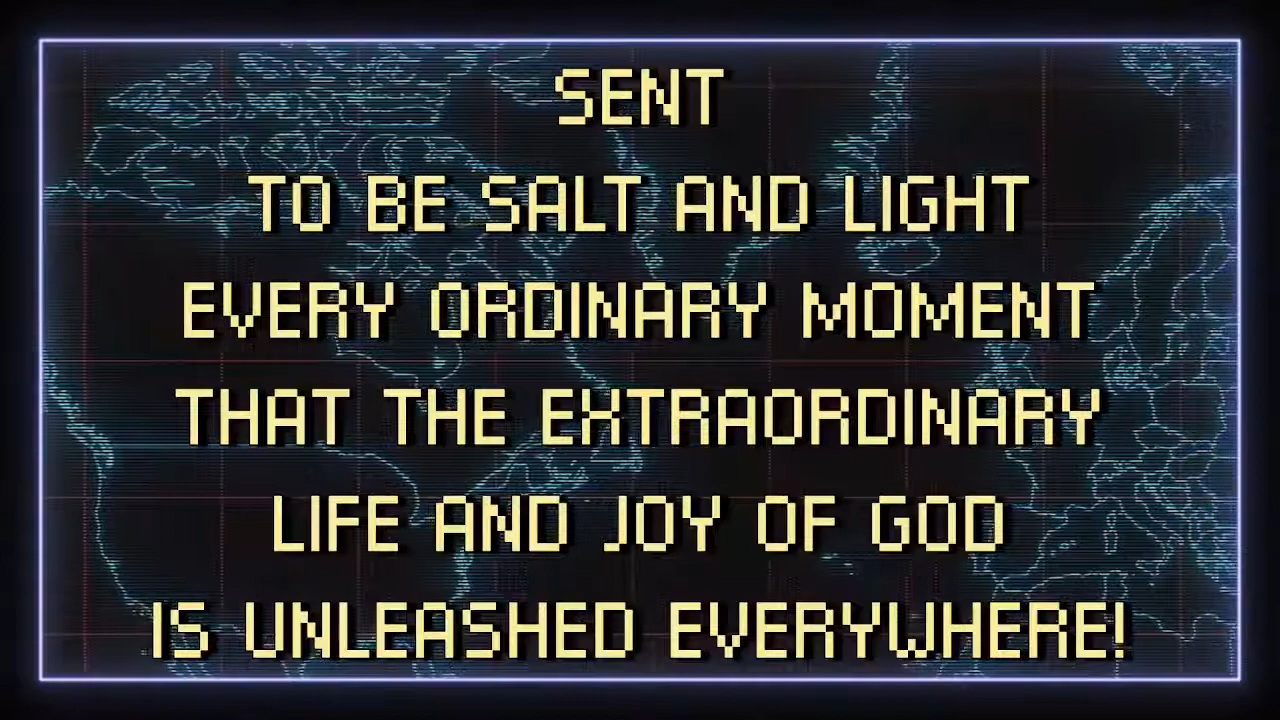 SENT
TO BE SALT AND LIGHT
EVERY ORDINARY MOMENT
THAT THE EXTRAORDINARY
LIFE AND JOY OF GOD
IS UNLEASHED EVERYWHERE!